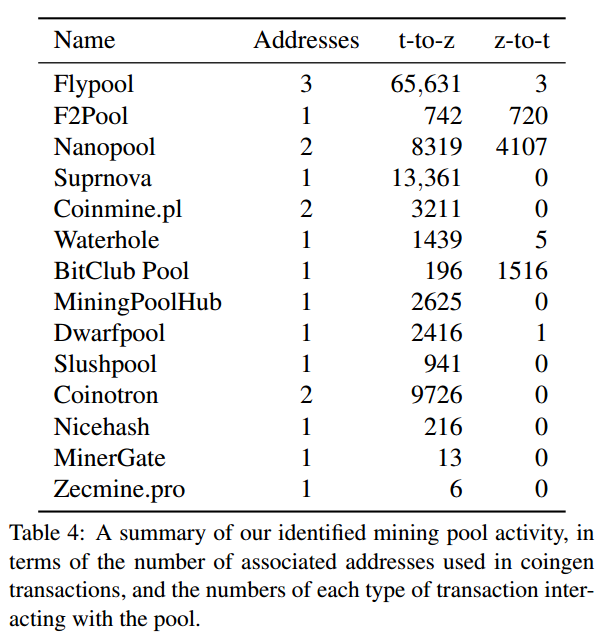 Name Addresses t-to-z z-to-t
Flypool 3 65,631 3
F2Pool 1 742 720
Nanopool 2 8319 4107
Suprnova 1 13,361 0
Coinmine.pl 2 3211 0
Waterhole 1 1439 5
BitClub Pool 1 196 1516
MiningPoolHub 1 2625 0
Dwarfpool 1 2416 1
Slushpool 1 941 0
Coinotron 2 9726 0
Nicehash 1 216 0
MinerGate 1 13 0
Zecmine.pro 1 6 0
Table 4: A summary of our identified mining pool activity, in
terms of the number of associated addresses used in coingen
transactions, and the numbers of each type of transaction inter-
acting with the pool.